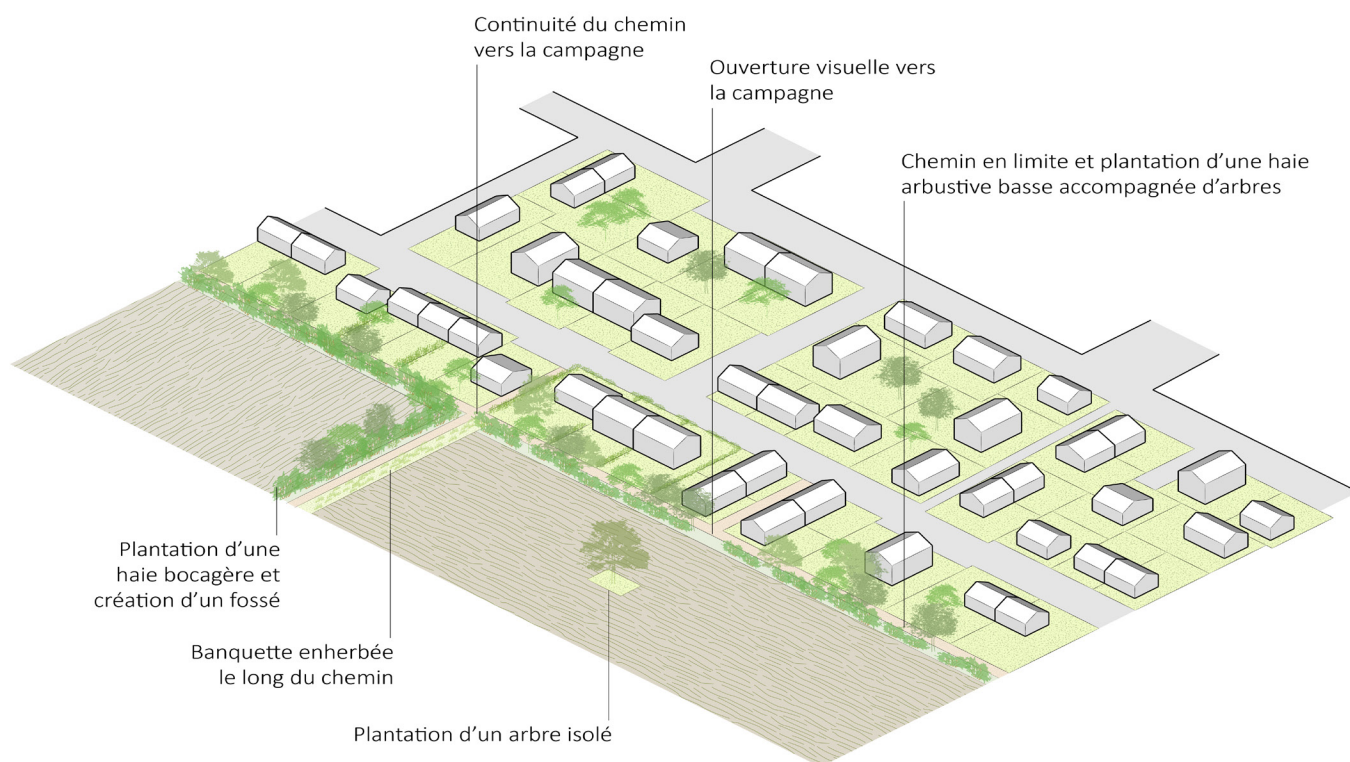 Continuité du chemin
vers la campagne
Ouverture visuelle vers
la campagne
Chemin en limite et plantation d’une haie
arbustive basse accompagnée d’arbres
Plantation d’une
haie bocagère et
création d’un fossé
Banquette enherbée
le long du chemin
Plantation d’un arbre isolé